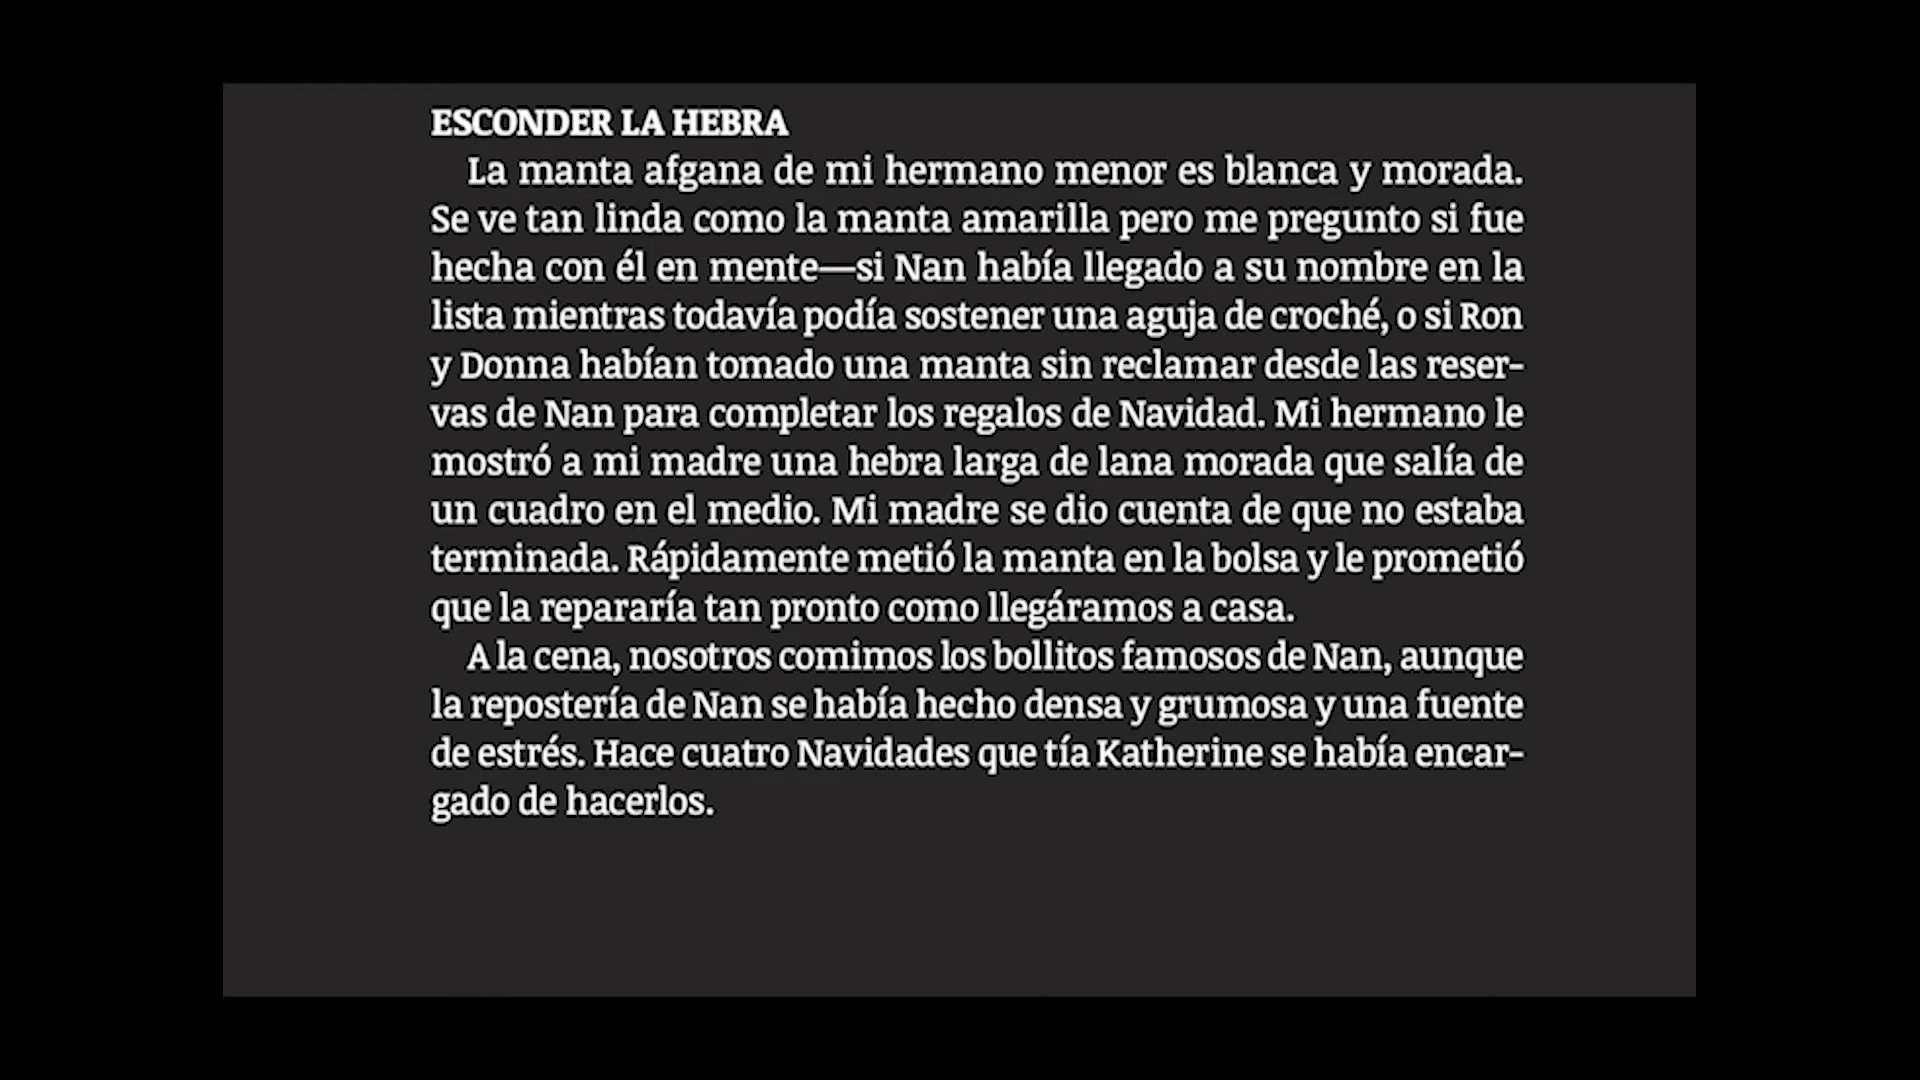 ESCONDER LA HEBRA
La manta afgana de mi hermano menor es blanca y morada.
Se ve tan linda como la manta amarilla pero me pregunto si fue
hecha con él en mente—si Nan había llegado a su nombre en la
lista mientras todavía podía sostener una aguja de croché, o si Ron
y Donna habían tomado una manta sin reclamar desde las reser-
vas de Nan para completar los regalos de Navidad. Mi hermano le
mostró a mi madre una hebra larga de lana morada que salía de
un cuadro en el medio. Mi madre se dio cuenta de que no estaba
terminada. Rápidamente metió la manta en la bolsa y le prometió
que la repararía tan pronto como llegáramos a casa.
A la cena, nosotros comimos los bollitos famosos de Nan, aunque
la repostería de Nan se había hecho densa y grumosa y una fuente
de estrés. Hace cuatro Navidades que tía Katherine se había encar-
gado de hacerlos.